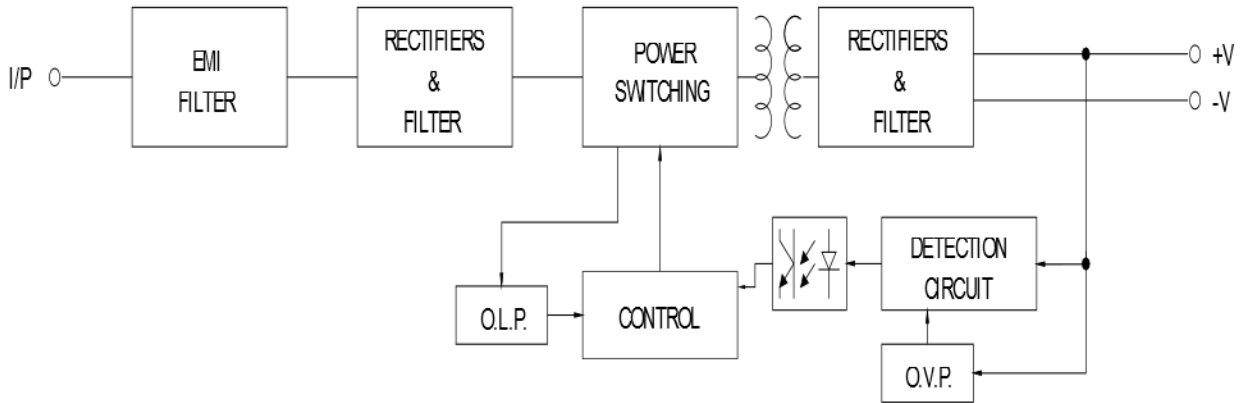 I/P
EMI
FILTER
RECTIFIERS
&
FILTER
POWER
SWITCHING
RECTIFIERS
&
FILTER
+V
-V
O.L.P.
CONTROL
DETECTION
CIRCUIT
O.V.P.